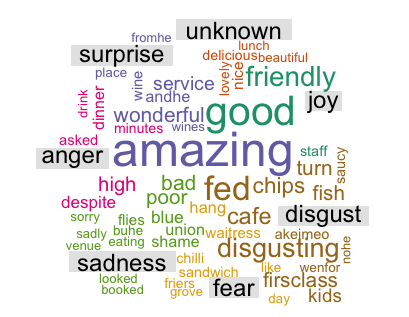 unknown
fromhe
lunch
surprise
delicious beautiful
place
wine
service
lovely
nice
friendly
andhe
drink
dinner
good
joy
wonderful
minutes
wines
asked
amazing
staff
saucy
anger
turn
high
bad
fed
chips
fish
despite
poor
hang
cafe
disgust
sorry
flies
blue
union
waitress
akeimeo
sadly
buhe
nohe
venue
eating
shame
disgusting
sadness
chilli
like
wenfor
sandwich
firsclass
looked
friers
fear
booked
grove
day
kids